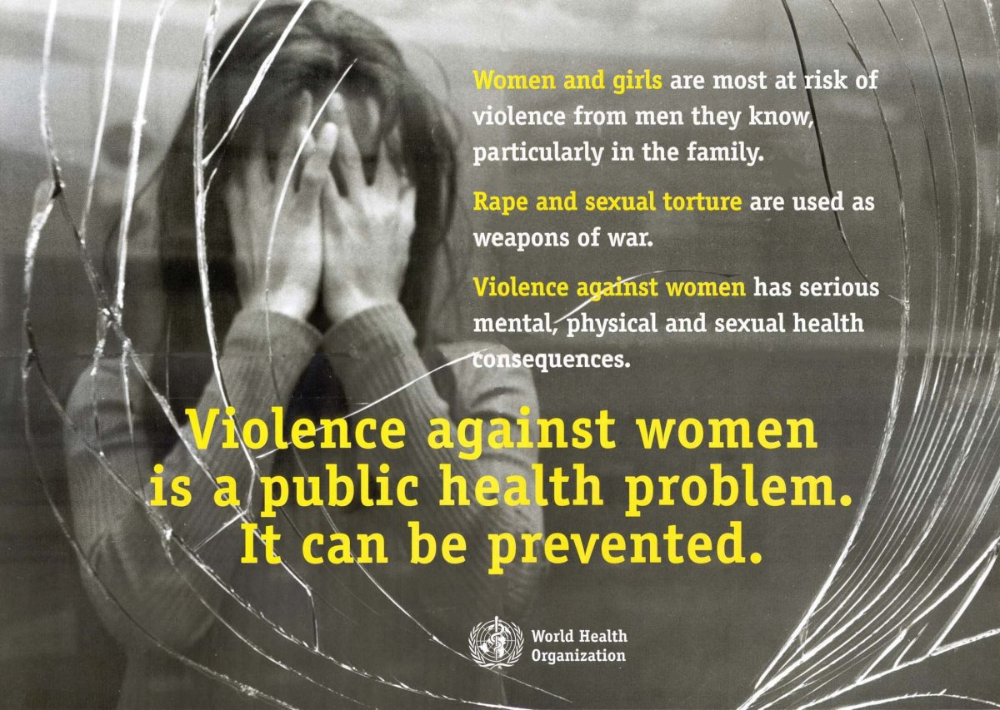 Women and girls are most at risk of
violence from men they know,
particularly in the family.
Rape and sexual torture are used as
weapons of war.
Violence against women has serious
mental, physical and sexual health
consequences.
Violence against women
is a public health problem.
It can be prevented.
World Health
Organization